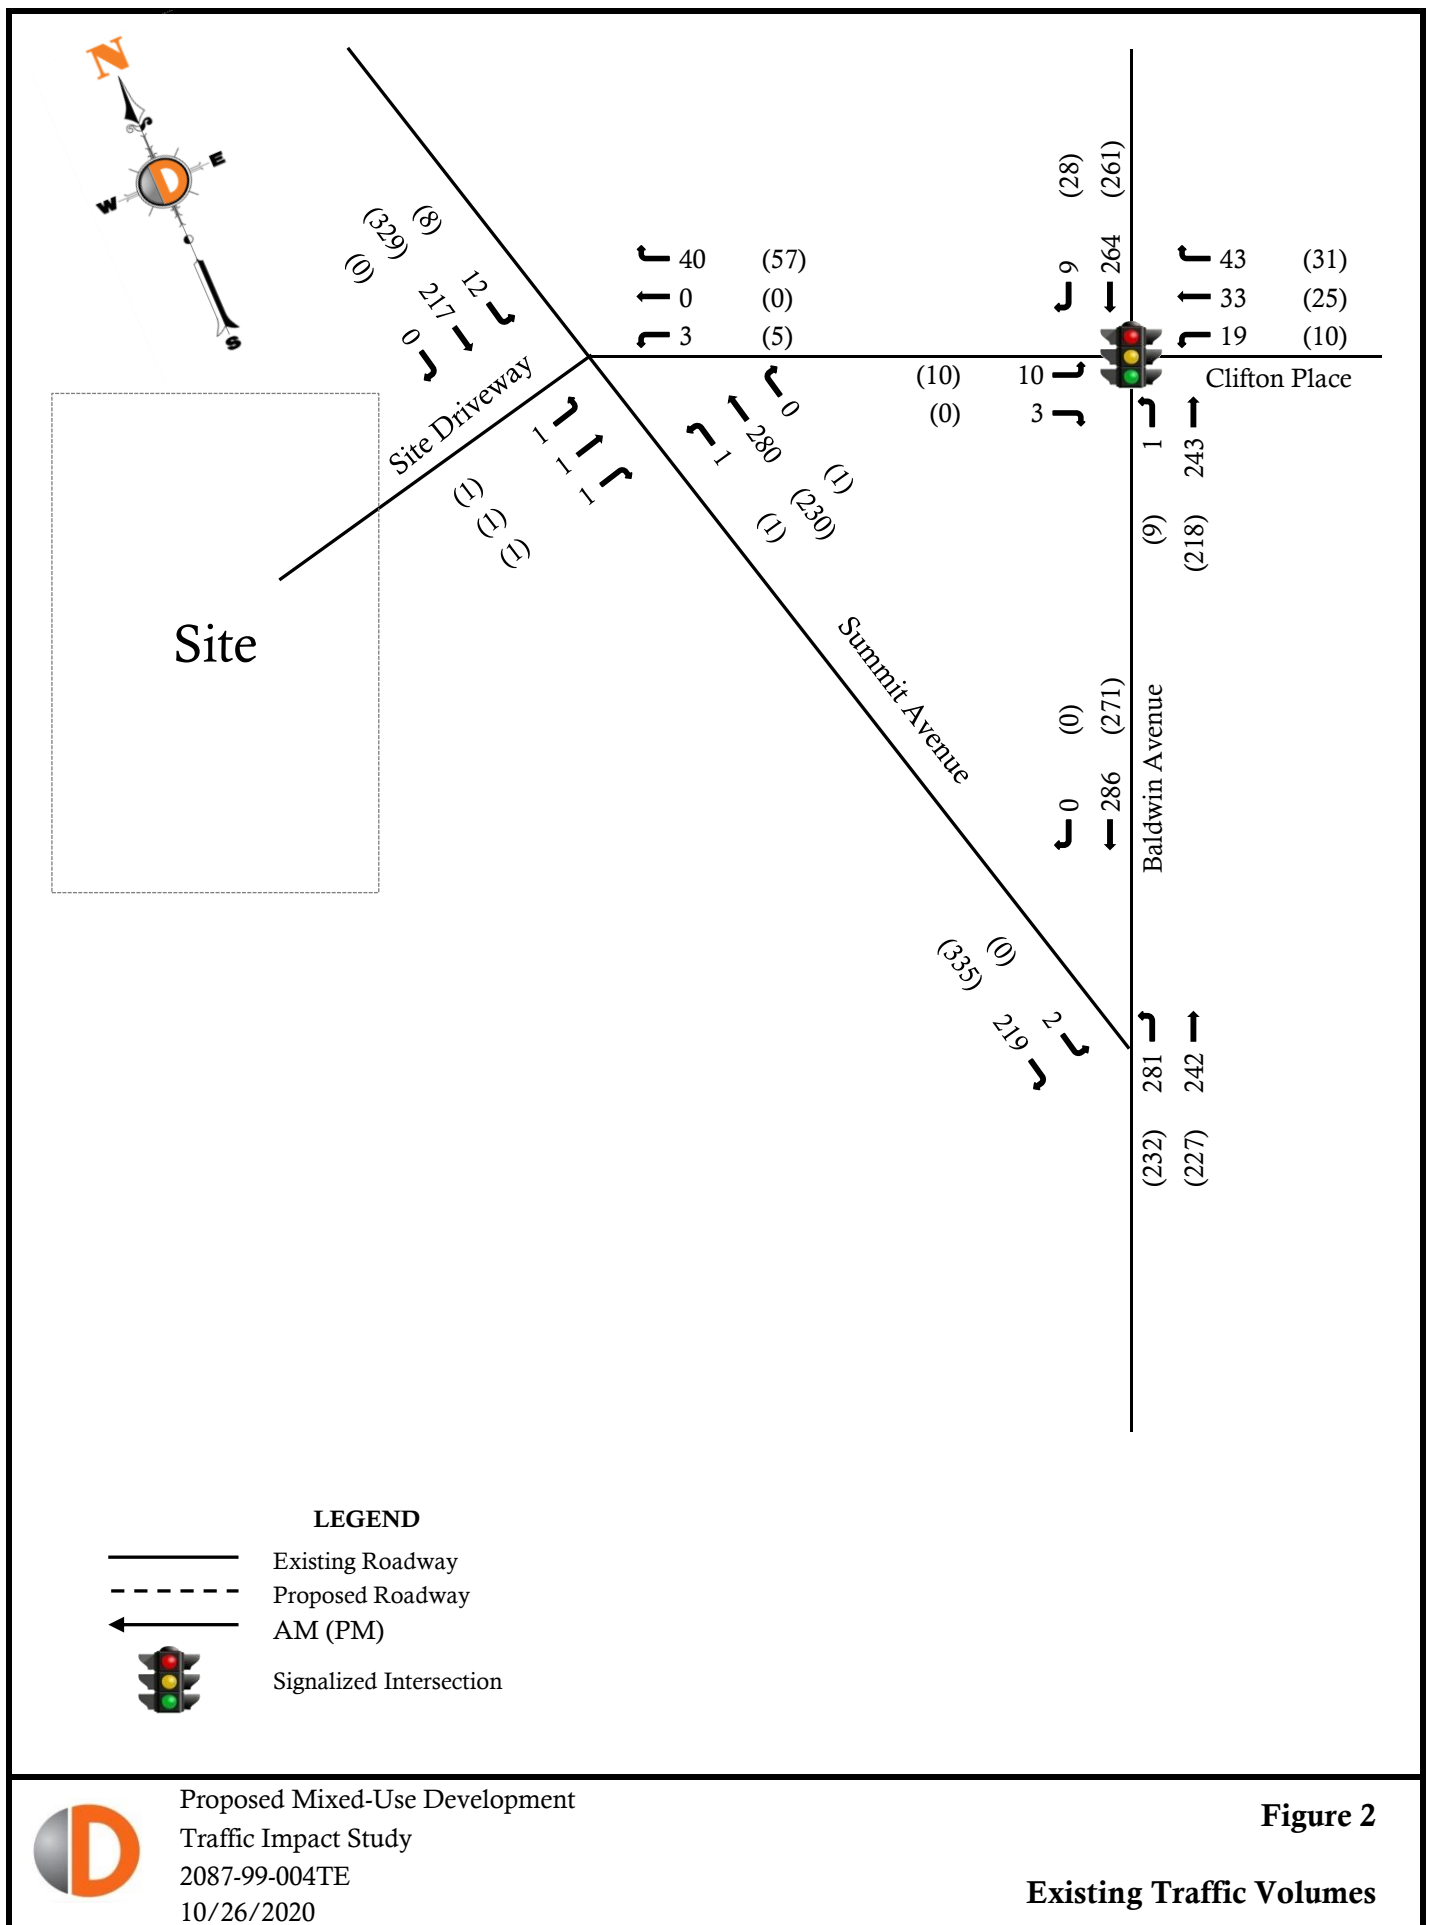 N
E
W
S
D
(28)
(261)
9
264
(8)
(329)
(0)
12
217
0
40 (57)
0 (0)
3 (5)
43 (31)
33 (25)
19 (10)
Clifton Place
(10) 10
(0) 3
Site Driveway
1
1
1
(1)
(1)
(1)
0
280
1
(1)
(230)
(1)
1
243
(9)
(218)
Site
Summit Avenue
(0)
(271)
0
286
Baldwin Avenue
(0)
(335)
2
219
281
242
(232)
(227)
LEGEND
Existing Roadway
Proposed Roadway
AM (PM)
Signalized Intersection
D
Proposed Mixed-Use Development
Traffic Impact Study
2087-99-004TE
10/26/2020
Figure 2
Existing Traffic Volumes